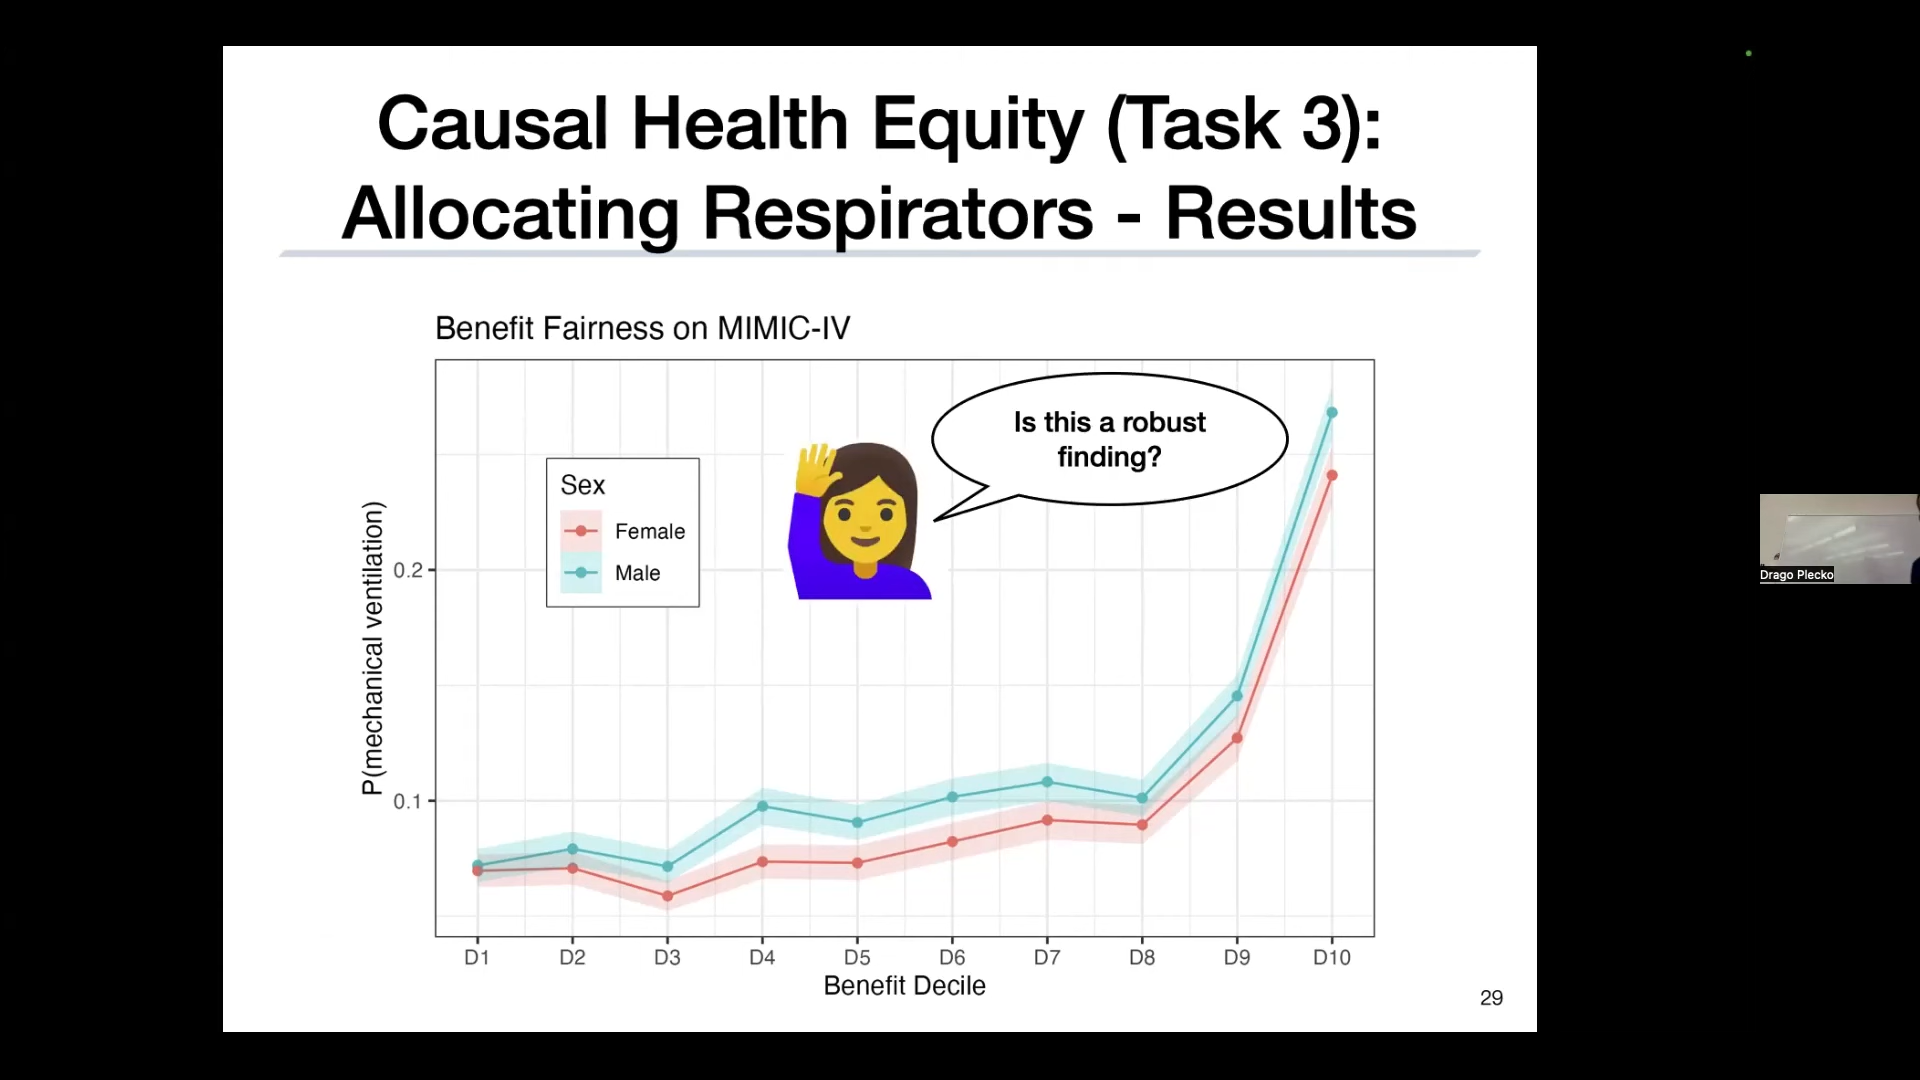 Causal Health Equity (Task 3):
Allocating Respirators - Results
Benefit Fairness on MIMIC-IV
Is this a robust
finding?
Sex
Female
Male
P(mechanical ventilation)
0.2
0.1
D1 D2 D3 D4 D5 D6 D7 D8 D9 D10
Benefit Decile
29
Drago Plecko